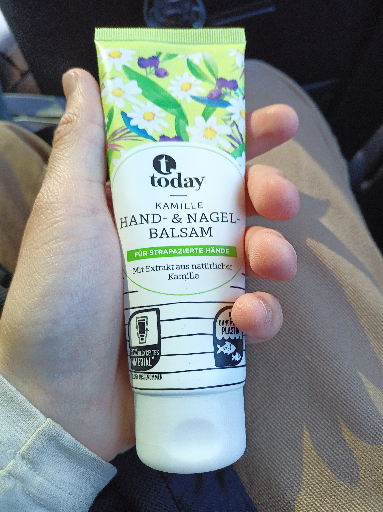 t
today
KAMILLE
HAND- & NAGEL-
BALSAM
FÜR STRAPAZIERTE HÄNDE
Mit Extrakt aus natürlicher
Kamille